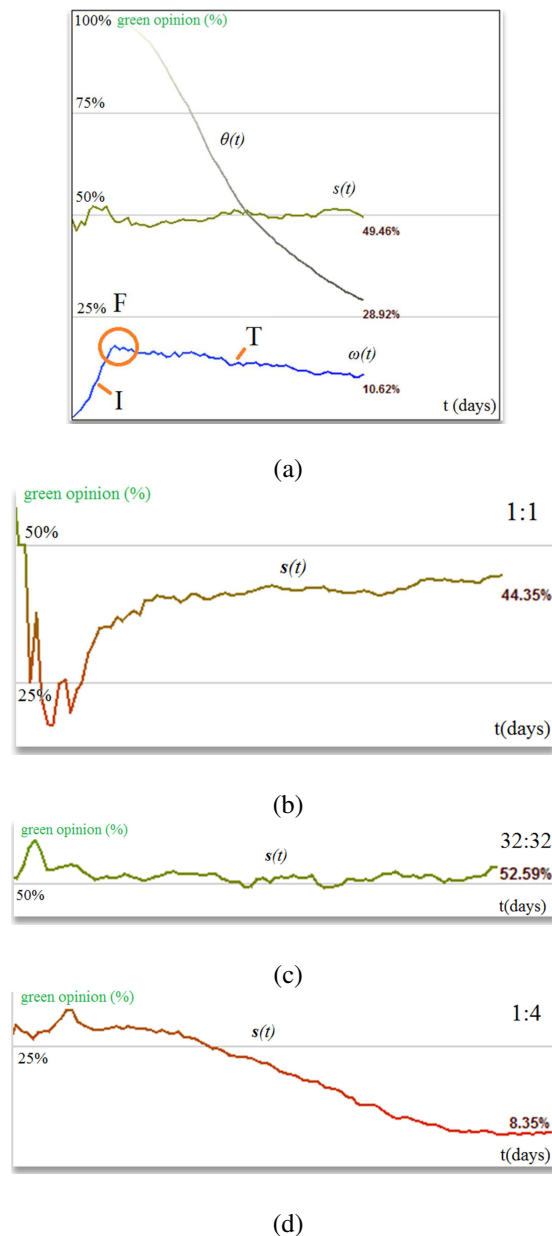 100% green opinion (%)
75%
θ(t)
s(t)
50%
49.46%
F
25%
28.92%
T
ω(t)
I
10.62%
t (days)
(a)
green opinion (%)
1:1
50%
s(t)
44.35%
25%
t(days)
(b)
green opinion (%)
32:32
s(t)
52.59%
50%
t(days)
(c)
green opinion (%)
1:4
s(t)
25%
8.35%
t(days)
(d)